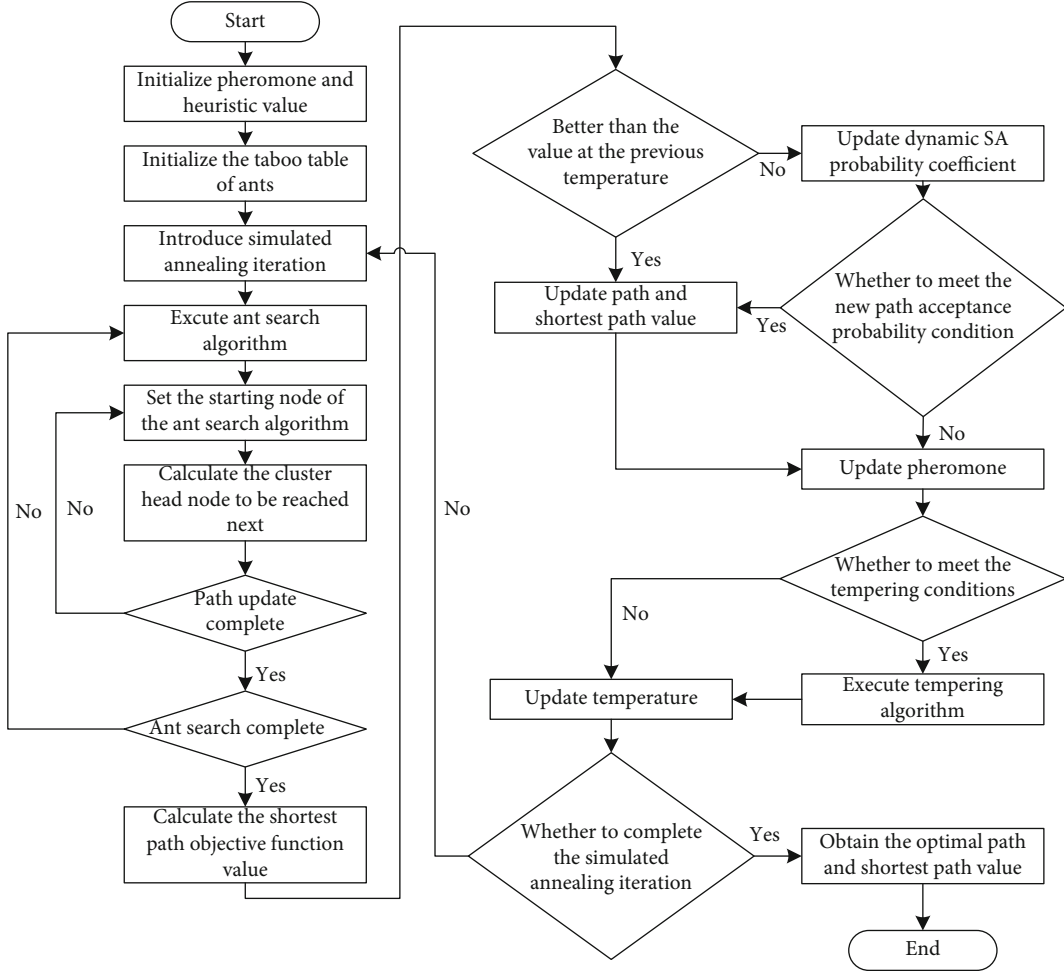 Start
Initialize pheromone and
heuristic value
Initialize the taboo table
of ants
Introduce simulated
annealing iteration
Excute ant search
algorithm
Set the starting node of
the ant search algorithm
Calculate the cluster
head node to be reached
next
No
No
Path update
complete
Yes
Ant search complete
Yes
Calculate the shortest
path objective function
value
No
Better than the
value at the previous
temperature
No
Update dynamic SA
probability coefficient
Yes
Update path and
shortest path value
Yes
Whether to meet the
new path acceptance
probability condition
No
Update pheromone
Whether to meet the
tempering conditions
No
Yes
Update temperature
Execute tempering
algorithm
Whether to complete
the simulated
annealing iteration
Yes
Obtain the optimal path
and shortest path value
End